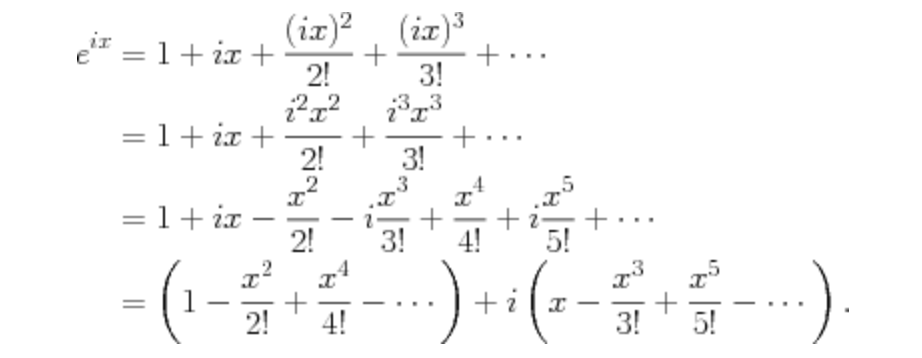 e^{ix} = 1 + ix + \frac{(ix)^2}{2!} + \frac{(ix)^3}{3!} + \cdots
= 1 + ix + \frac{i^2x^2}{2!} + \frac{i^3x^3}{3!} + \cdots
= 1 + ix - \frac{x^2}{2!} - i\frac{x^3}{3!} + \frac{x^4}{4!} + i\frac{x^5}{5!} + \cdots
= \left( 1 - \frac{x^2}{2!} + \frac{x^4}{4!} - \cdots \right) + i \left( x - \frac{x^3}{3!} + \frac{x^5}{5!} - \cdots \right).